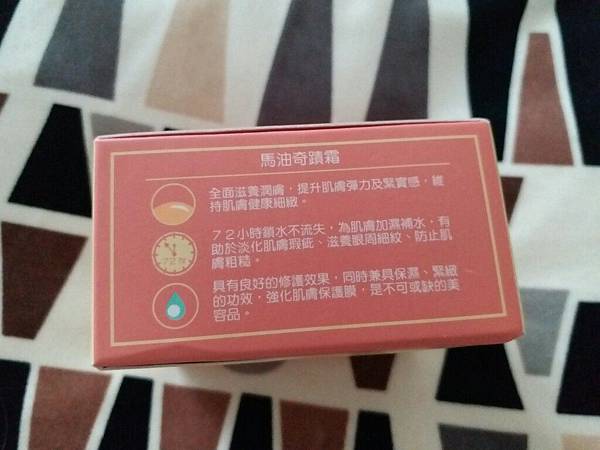 馬油奇蹟霜
全面滋養潤膚，提升肌膚彈力及緊實感，維
持肌膚健康細緻。
72小時鎖水不流失，為肌膚加濕補水，有
助於淡化肌膚瑕疵、滋養眼周細紋、防止肌
膚粗糙。
72hr
具有良好的修護效果，同時兼具保濕、緊緻
的功效，強化肌膚保護膜，是不可或缺的美
容品。